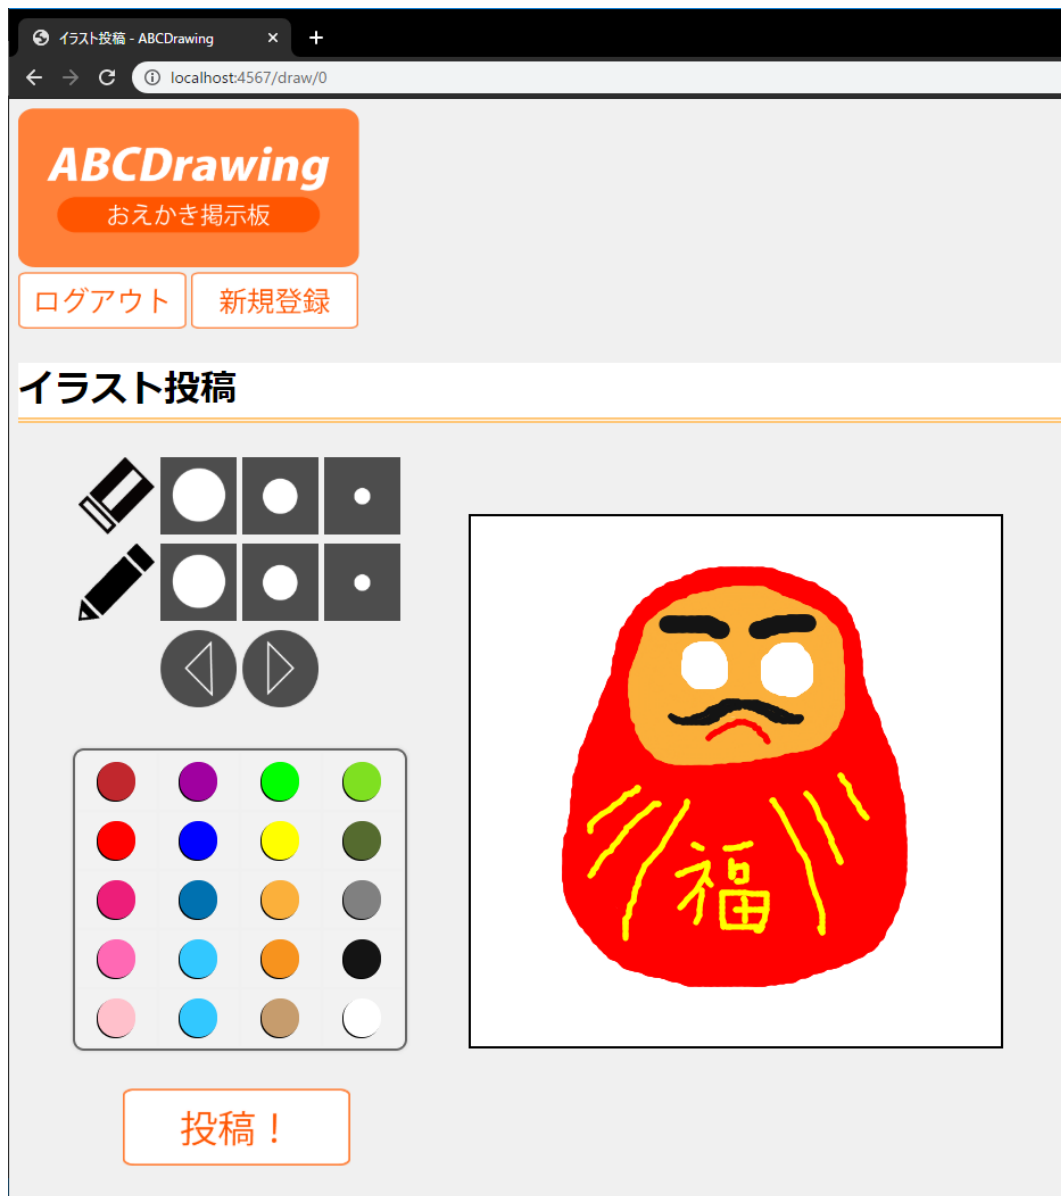 イラスト投稿 - ABCDrawing
localhost:4567/draw/0
ABCDrawing
おえかき掲示板
ログアウト 新規登録
イラスト投稿
福
投稿！